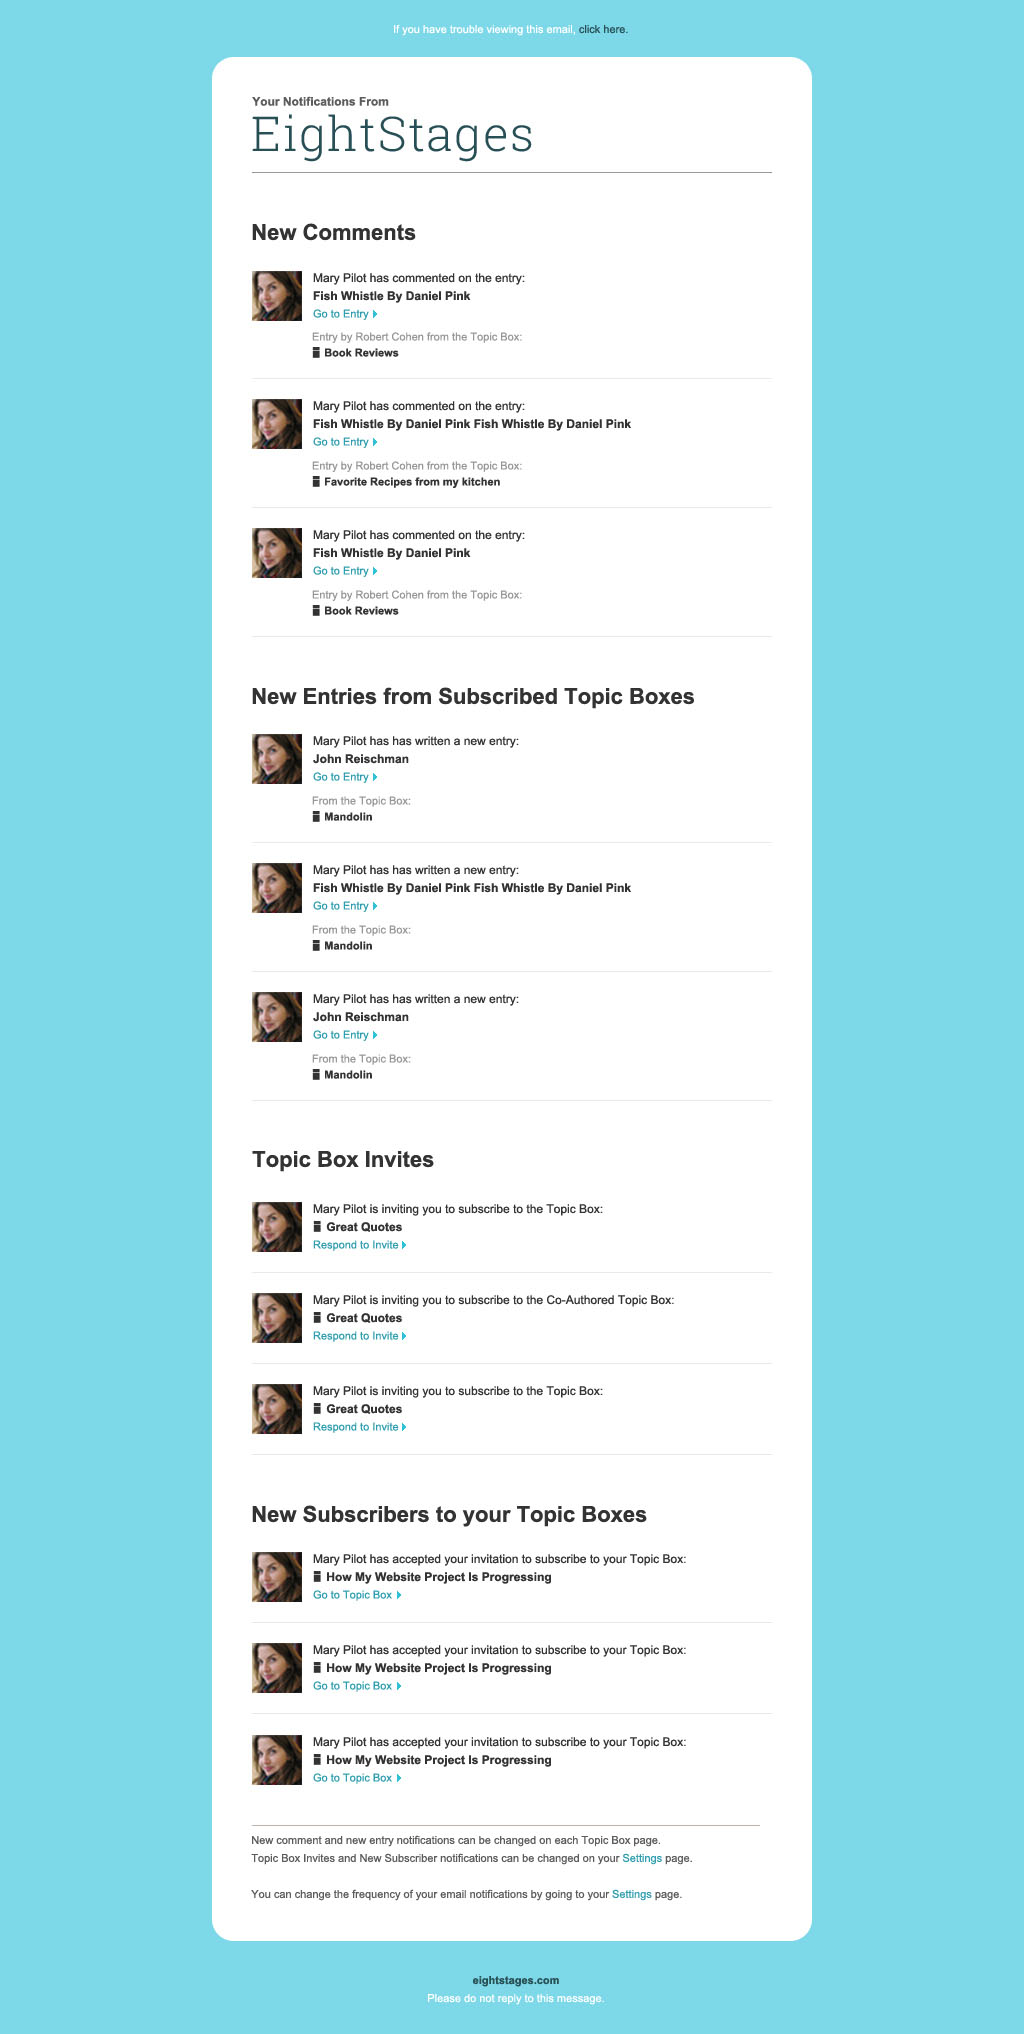 If you have trouble viewing this email, click here.
Your Notifications From
EightStages
New Comments
Mary Pilot has commented on the entry:
Fish Whistle By Daniel Pink
Go to Entry
Entry by Robert Cohen from the Topic Box:
Book Reviews
Mary Pilot has commented on the entry:
Fish Whistle By Daniel Pink Fish Whistle By Daniel Pink
Go to Entry
Entry by Robert Cohen from the Topic Box:
Favorite Recipes from my kitchen
Mary Pilot has commented on the entry:
Fish Whistle By Daniel Pink
Go to Entry
Entry by Robert Cohen from the Topic Box:
Book Reviews
New Entries from Subscribed Topic Boxes
Mary Pilot has has written a new entry:
John Reischman
Go to Entry
From the Topic Box:
Mandolin
Mary Pilot has has written a new entry:
Fish Whistle By Daniel Pink Fish Whistle By Daniel Pink
Go to Entry
From the Topic Box:
Mandolin
Mary Pilot has has written a new entry:
John Reischman
Go to Entry
From the Topic Box:
Mandolin
Topic Box Invites
Mary Pilot is inviting you to subscribe to the Topic Box:
Great Quotes
Respond to Invite
Mary Pilot is inviting you to subscribe to the Co-Authored Topic Box:
Great Quotes
Respond to Invite
Mary Pilot is inviting you to subscribe to the Topic Box:
Great Quotes
Respond to Invite
New Subscribers to your Topic Boxes
Mary Pilot has accepted your invitation to subscribe to your Topic Box:
How My Website Project Is Progressing
Go to Topic Box
Mary Pilot has accepted your invitation to subscribe to your Topic Box:
How My Website Project Is Progressing
Go to Topic Box
Mary Pilot has accepted your invitation to subscribe to your Topic Box:
How My Website Project Is Progressing
Go to Topic Box
New comment and new entry notifications can be changed on each Topic Box page.
Topic Box Invites and New Subscriber notifications can be changed on your Settings page.
You can change the frequency of your email notifications by going to your Settings page.
eightstages.com
Please do not reply to this message.